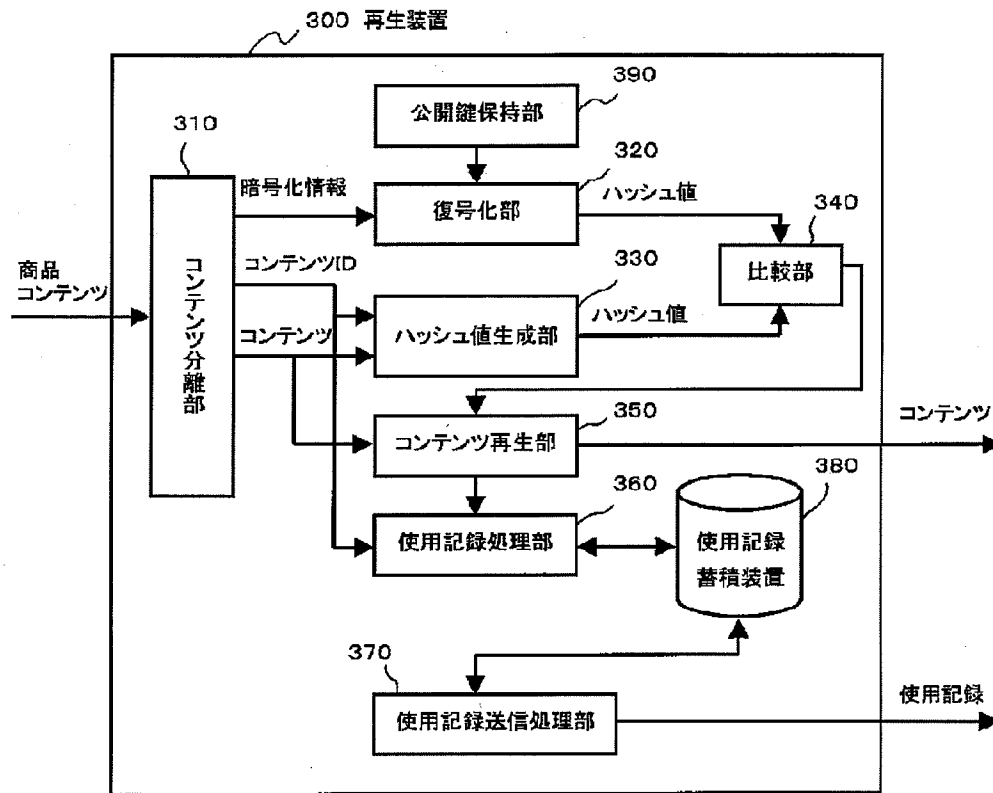 300 再生装置
390
公開鍵保持部
310
320
暗号化情報
復号化部
ハッシュ値
340
比較部
コンテンツID
330
商品
コンテンツ
コンテンツ分離部
コンテンツ
ハッシュ値生成部
ハッシュ値
350
コンテンツ再生部
コンテンツ
360
380
使用記録処理部
使用記録
蓄積装置
370
使用記録送信処理部
使用記録